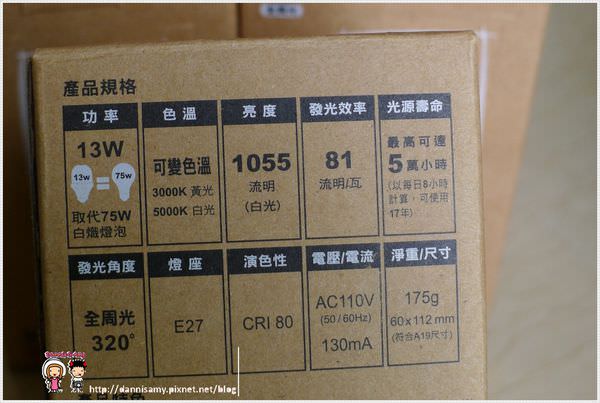 產品規格
功率
13W
13w = 75w
取代75W
白熾燈泡
色溫
可變色溫
3000K 黃光
5000K 白光
亮度
1055
流明
(白光)
發光效率
81
流明/瓦
光源壽命
最高可達
5萬小時
(以每日8小時
計算，可使用
17年)
發光角度
全周光
320°
燈座
E27
演色性
CRI 80
電壓/電流
AC110V
(50/60Hz)
130mA
淨重/尺寸
175g
60x112mm
(符合A19尺寸)
http://dannisamy.pixnet.net/blog